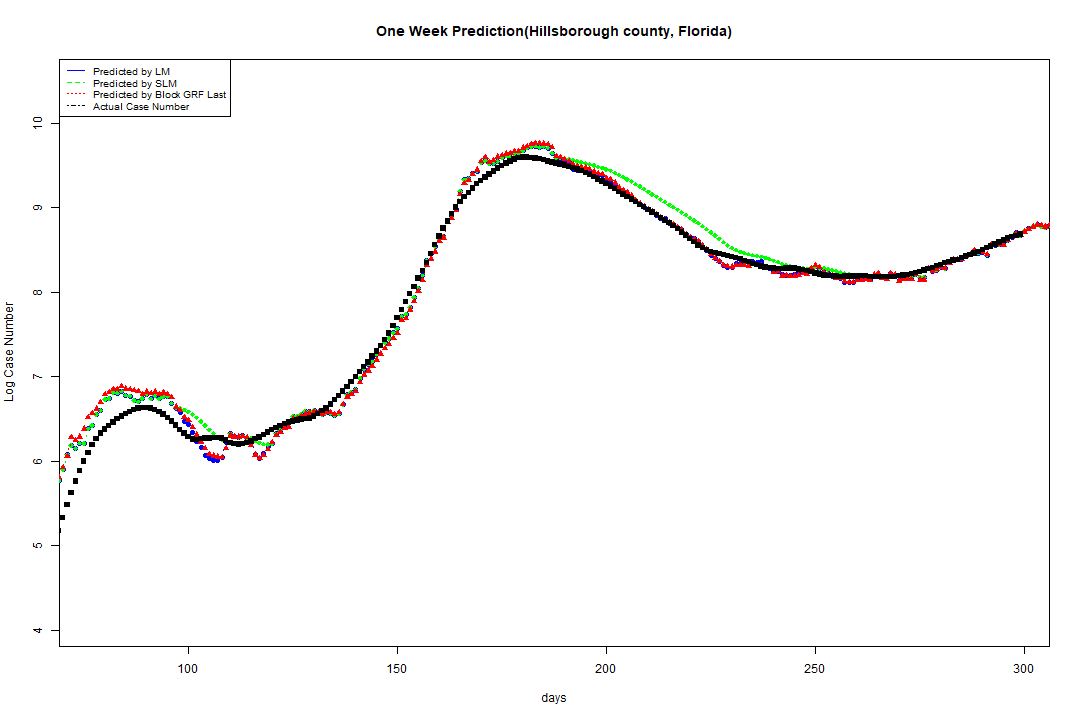 One Week Prediction(Hillsborough county, Florida)
Predicted by LM
Predicted by SLM
Predicted by Block GRF Last
Actual Case Number
10
9
8
7
6
5
4
Log Case Number
100 150 200 250 300
days